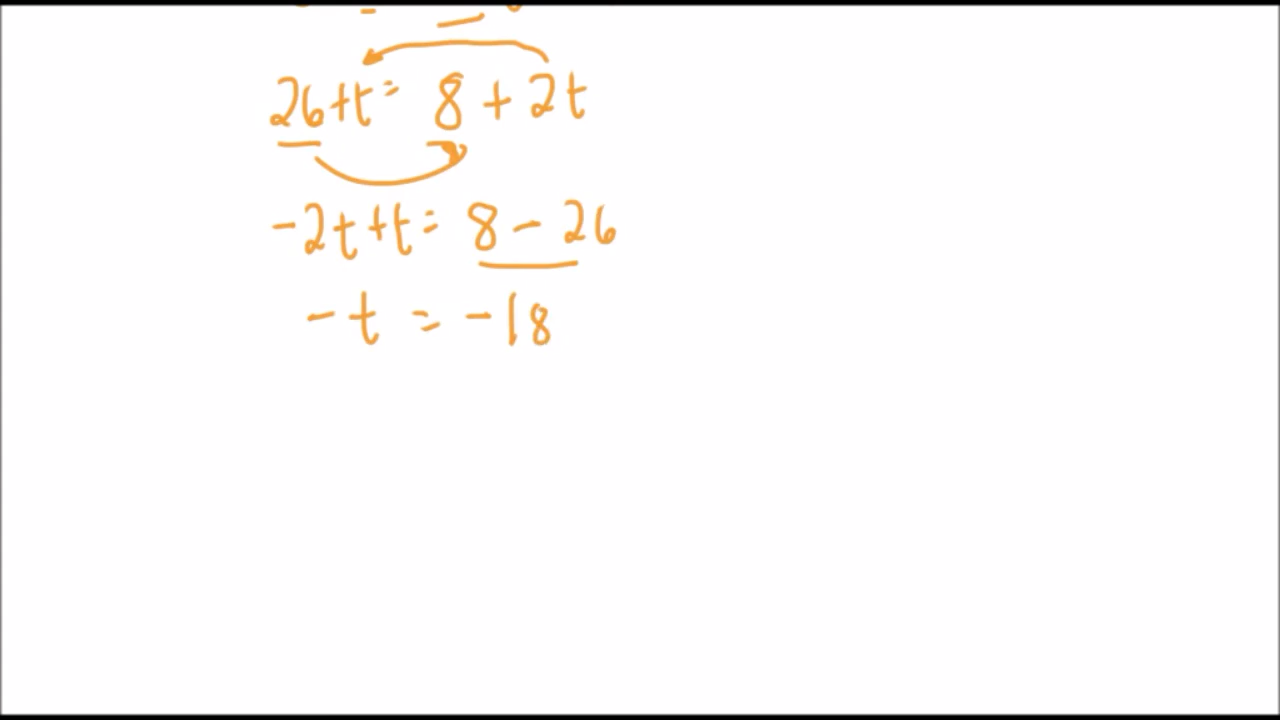 26+t= 8 + 2t
-2t+t= 8 - 26
-t = -18